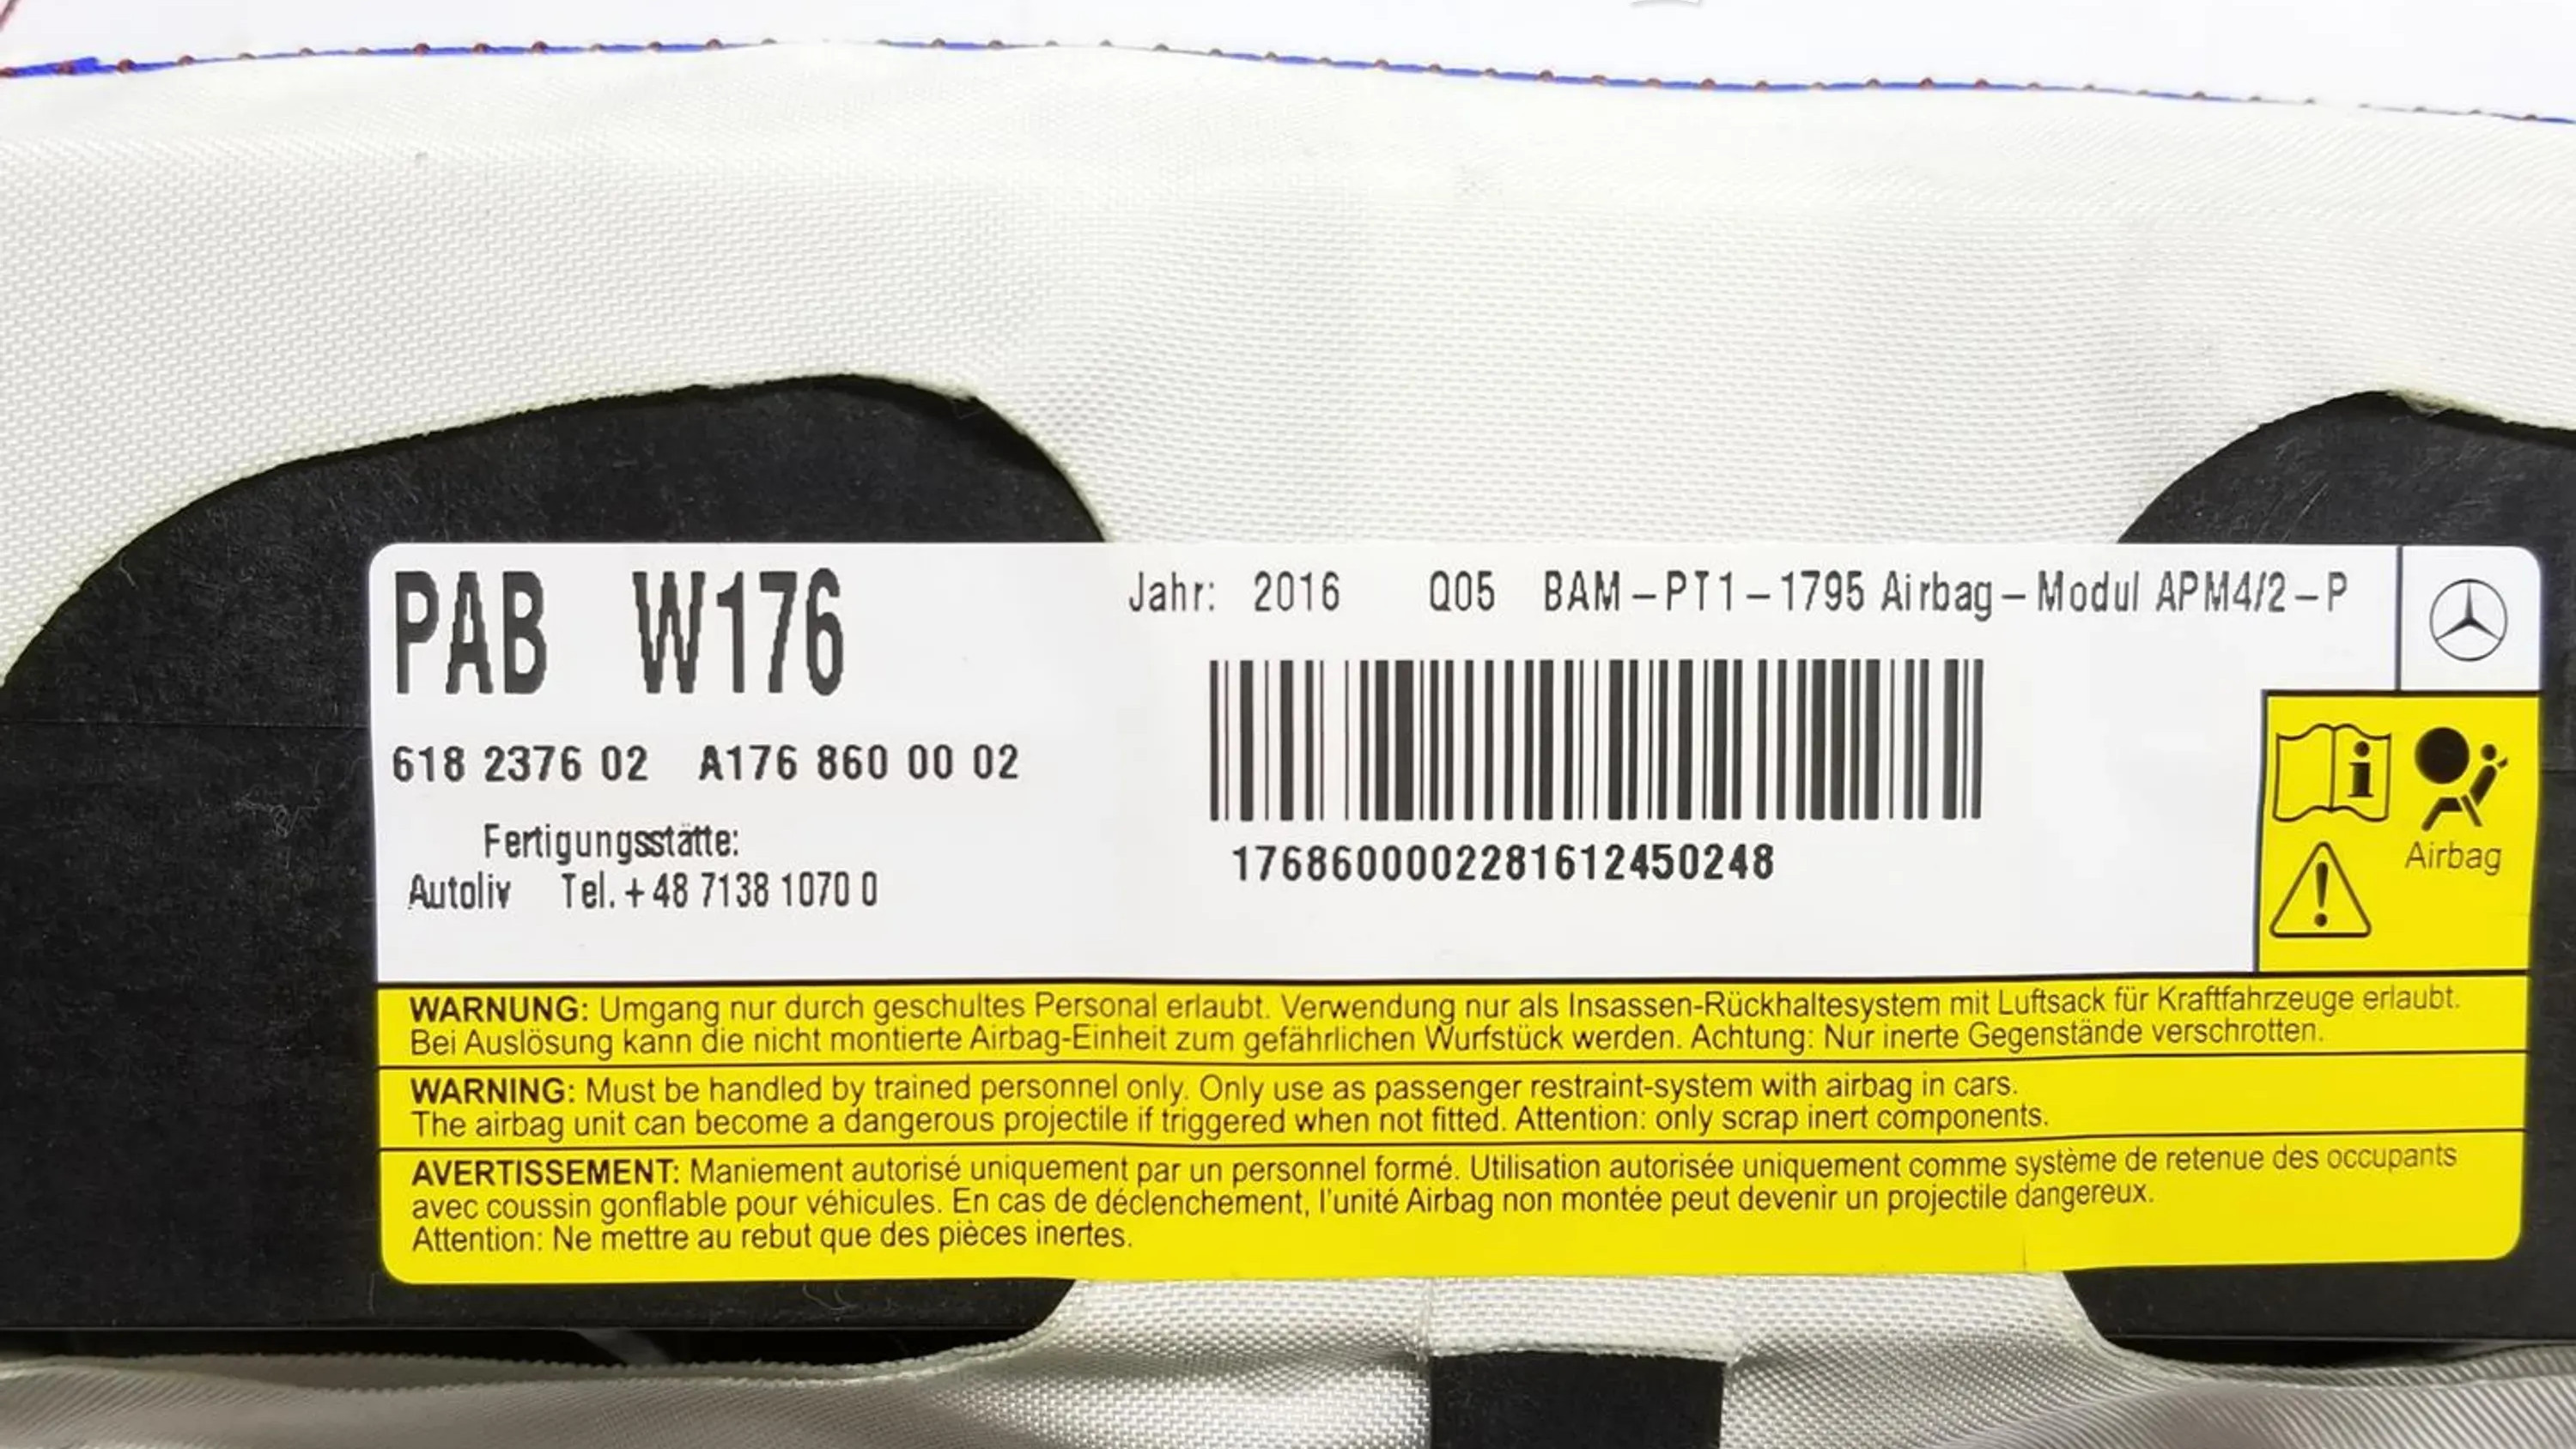 PAB W176
Jahr: 2016 Q05 BAM-PT1-1795 Airbag-Modul APM4/2-P
618 2376 02 A176 860 00 02
Fertigungsstätte:
Autoliv Tel. +48 7138 1070 0
1768600002281612450248
Airbag
WARNUNG: Umgang nur durch geschultes Personal erlaubt. Verwendung nur als Insassen-Rückhaltesystem mit Luftsack für Kraftfahrzeuge erlaubt.
Bei Auslösung kann die nicht montierte Airbag-Einheit zum gefährlichen Wurfstück werden. Achtung: Nur inerte Gegenstände verschrotten.
WARNING: Must be handled by trained personnel only. Only use as passenger restraint-system with airbag in cars.
The airbag unit can become a dangerous projectile if triggered when not fitted. Attention: only scrap inert components.
AVERTISSEMENT: Maniement autorisé uniquement par un personnel formé. Utilisation autorisée uniquement comme système de retenue des occupants
avec coussin gonflable pour véhicules. En cas de déclenchement, l'unité Airbag non montée peut devenir un projectile dangereux.
Attention: Ne mettre au rebut que des pièces inertes.